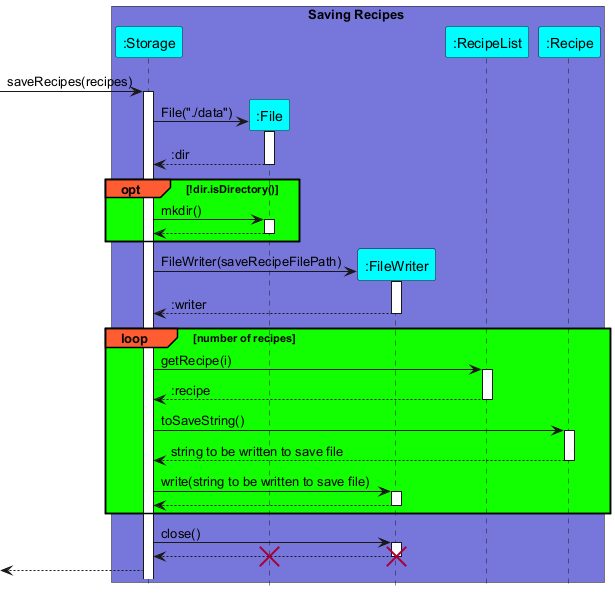 Saving Recipes
:Storage
:RecipeList
:Recipe
saveRecipes(recipes)
File("./data")
:File
:dir
opt
[!dir.isDirectory()]
mkdir()
FileWriter(saveRecipeFilePath)
:FileWriter
:writer
loop
[number of recipes]
getRecipe(i)
:recipe
toSaveString()
string to be written to save file
write(string to be written to save file)
close()